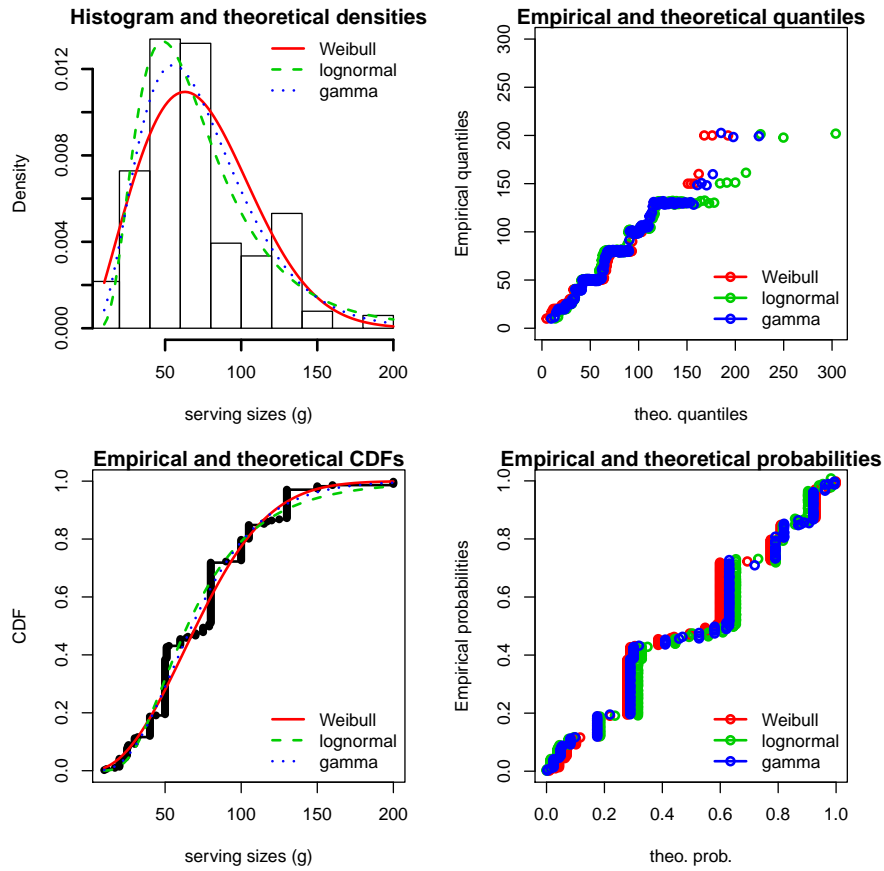 Histogram and theoretical densities
Density
0.000
0.004
0.008
0.012
Weibull
lognormal
gamma
50
100
150
200
serving sizes (g)
Empirical and theoretical quantiles
Empirical quantiles
0
50
100
150
200
250
300
Weibull
lognormal
gamma
0
50
100
150
200
250
300
theo. quantiles
Empirical and theoretical CDFs
CDF
0.0
0.2
0.4
0.6
0.8
1.0
Weibull
lognormal
gamma
50
100
150
200
serving sizes (g)
Empirical and theoretical probabilities
Empirical probabilities
0.0
0.2
0.4
0.6
0.8
1.0
Weibull
lognormal
gamma
0.0
0.2
0.4
0.6
0.8
1.0
theo. prob.